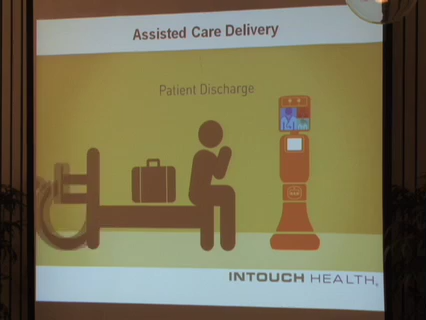 Assisted Care Delivery
Patient Discharge
INTOUCH HEALTH®